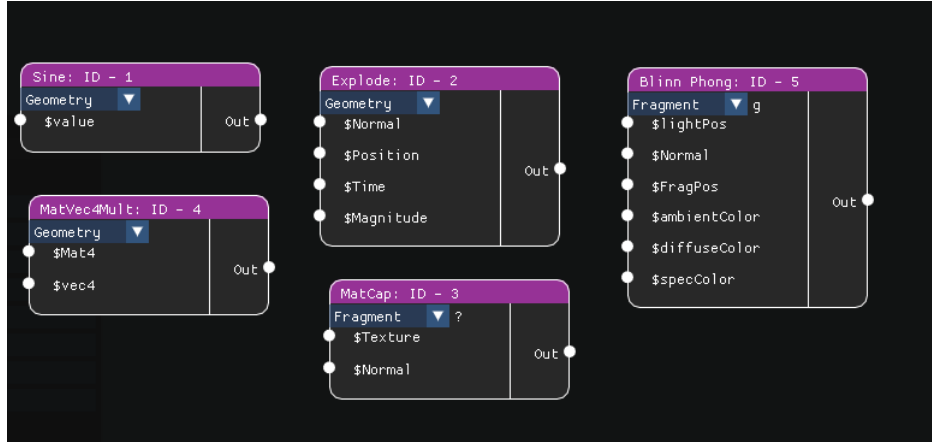 Sine: ID - 1
Geometry
$value
Out
Explode: ID - 2
Geometry
$Normal
$Position
$Time
$Magnitude
Out
Blinn Phong: ID - 5
Fragment g
$lightPos
$Normal
$FragPos
$ambientColor
$diffuseColor
$specColor
Out
MatVec4Mult: ID - 4
Geometry
$Mat4
$vec4
Out
MatCap: ID - 3
Fragment ?
$Texture
$Normal
Out